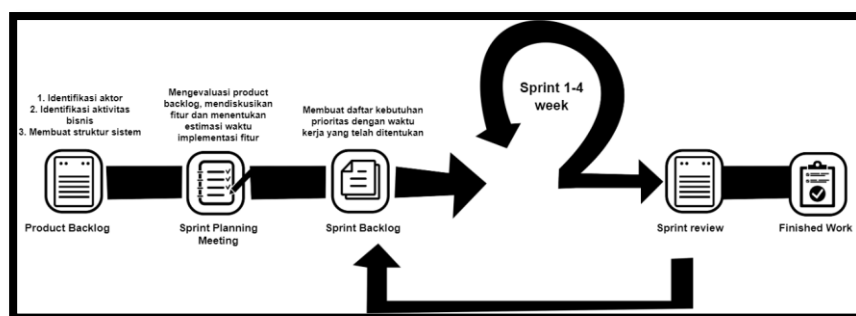 1. Identifikasi aktor
2. Identifikasi aktivitas
bisnis
3. Membuat struktur sistem
Product Backlog
Mengevaluasi product
backlog, mendiskusikan
fitur dan menentukan
estimasi waktu
implementasi fitur
Sprint Planning
Meeting
Membuat daftar kebutuhan
prioritas dengan waktu
kerja yang telah ditentukan
Sprint Backlog
Sprint 1-4
week
Sprint review
Finished Work